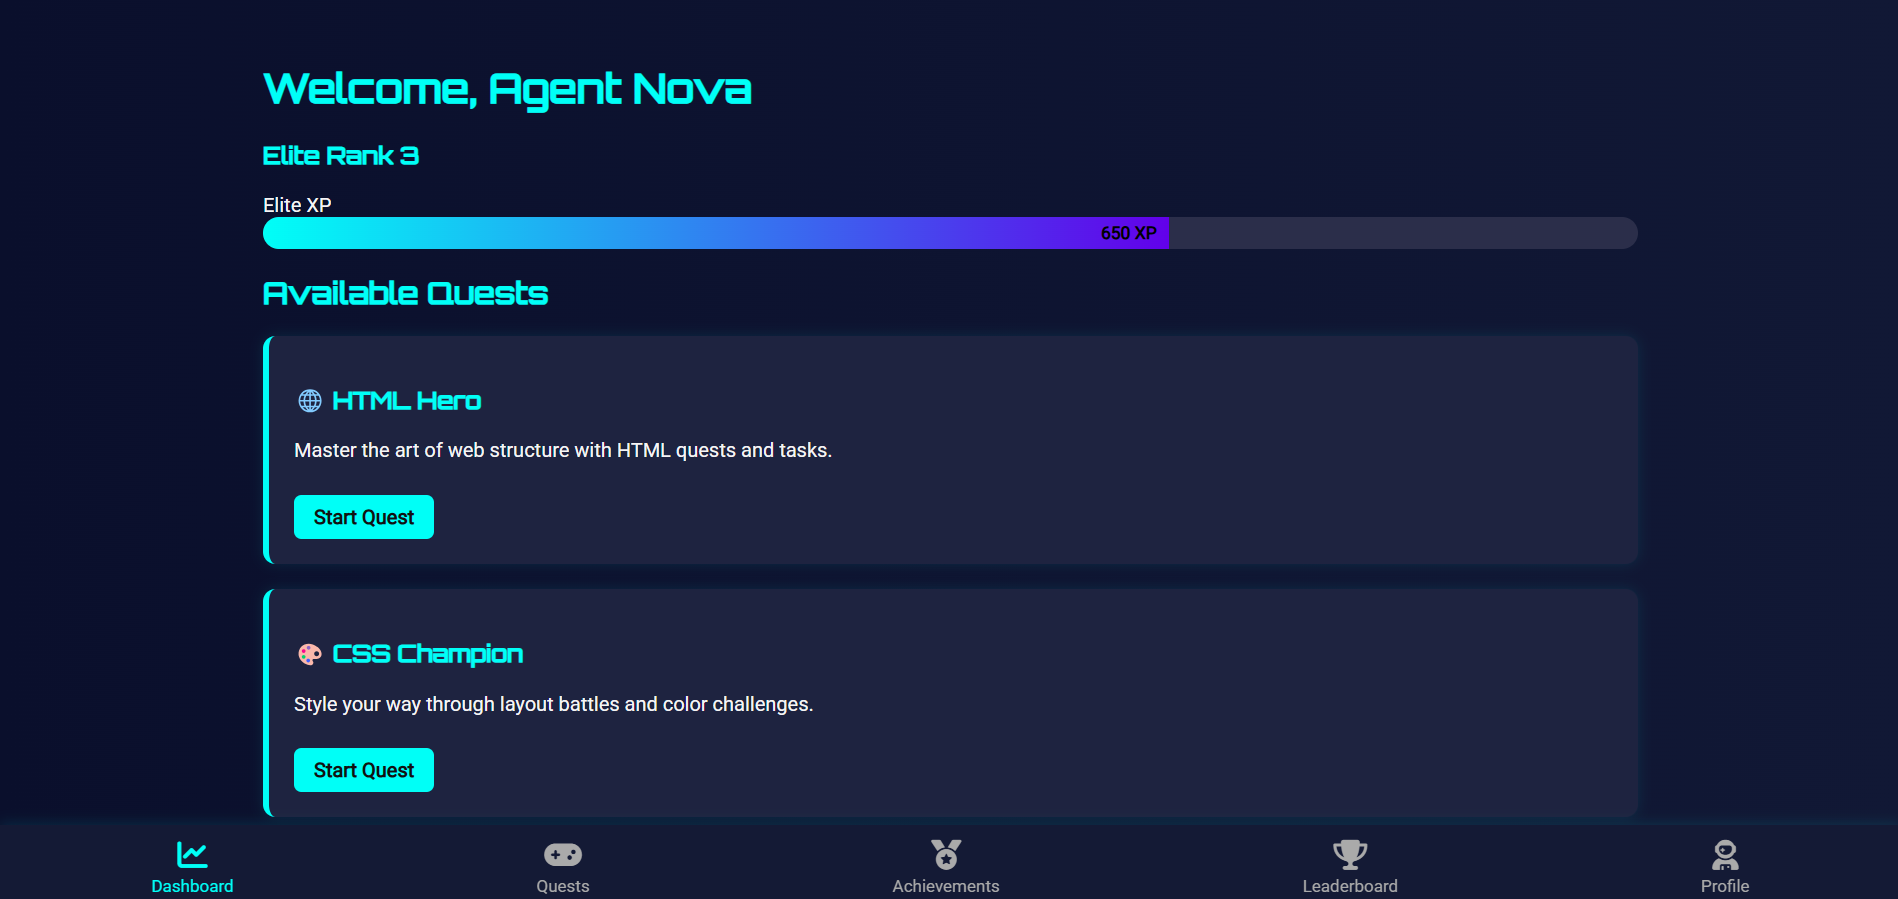 Welcome, Agent Nova
Elite Rank 3
Elite XP
650 XP
Available Quests
HTML Hero
Master the art of web structure with HTML quests and tasks.
Start Quest
CSS Champion
Style your way through layout battles and color challenges.
Start Quest
Dashboard
Quests
Achievements
Leaderboard
Profile